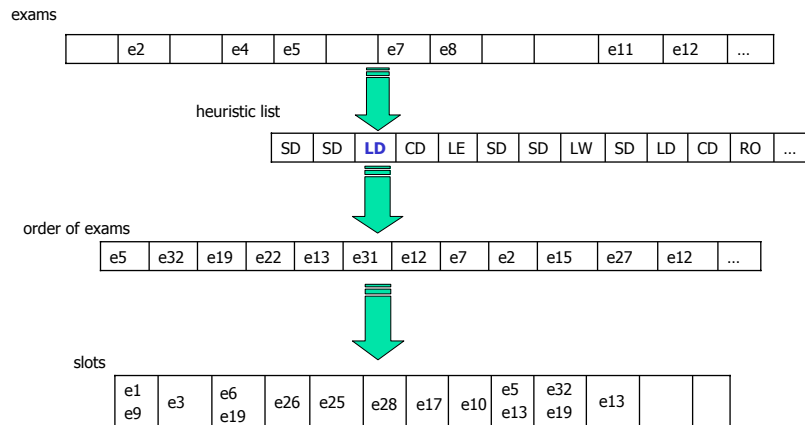 exams
e2 e4 e5 e7 e8 e11 e12 ...
heuristic list
SD SD LD CD LE SD SD LW SD LD CD RO ...
order of exams
e5 e32 e19 e22 e13 e31 e12 e7 e2 e15 e27 e12 ...
slots
e1 e6 e5 e32
e3 e26 e25 e28 e17 e10 e13
e9 e19 e13 e19